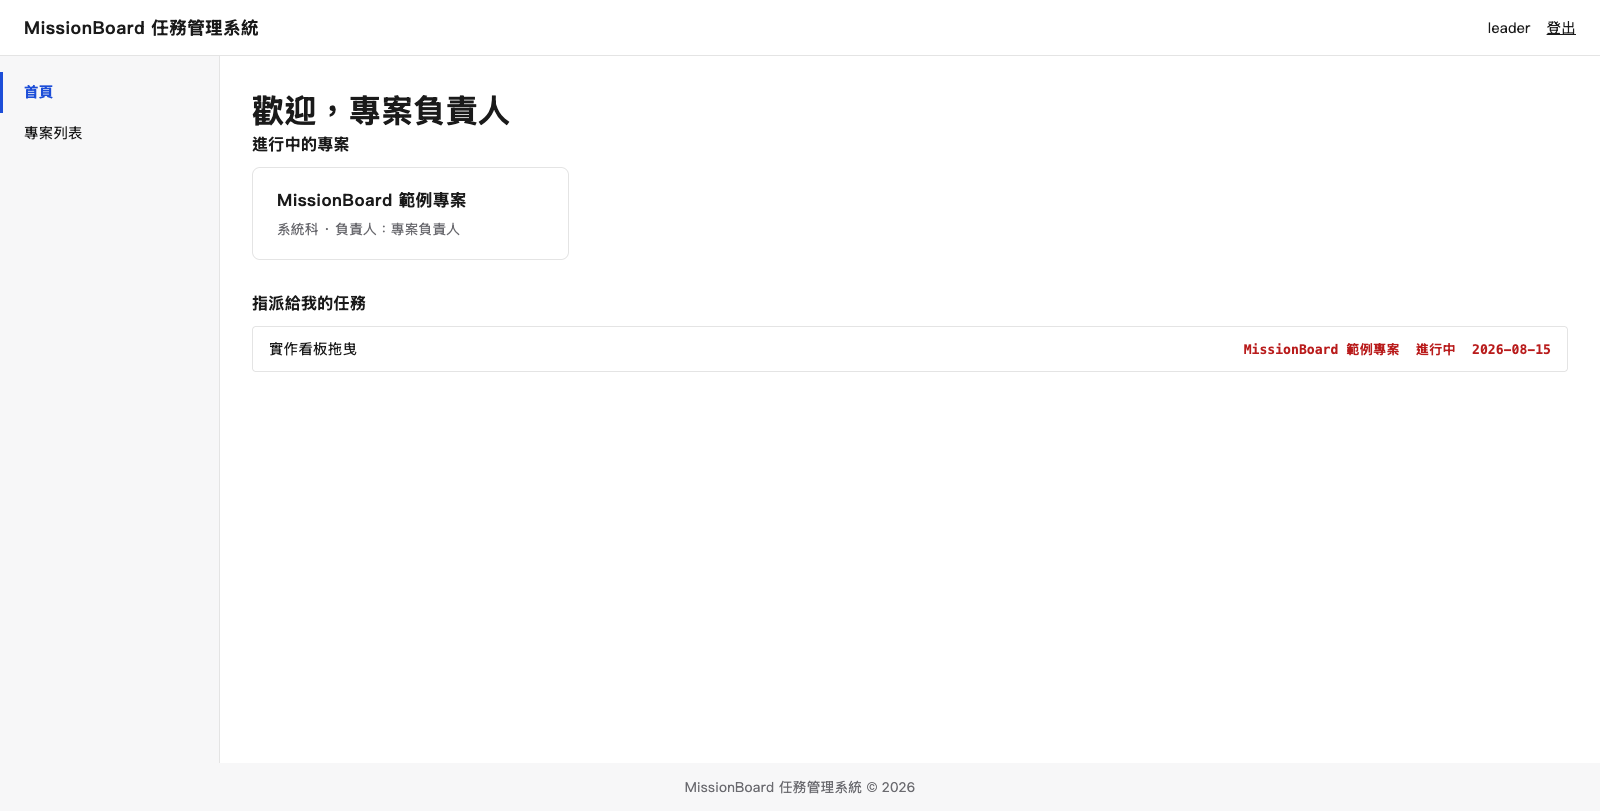 MissionBoard 任務管理系統
leader 登出
首頁
專案列表
歡迎，專案負責人
進行中的專案
MissionBoard 範例專案
系統科 · 負責人：專案負責人
指派給我的任務
實作看板拖曳 MissionBoard 範例專案 進行中 2026-08-15
MissionBoard 任務管理系統 © 2026